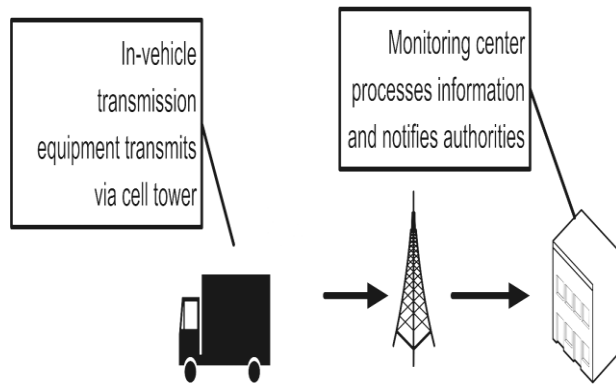 In-vehicle
transmission
equipment transmits
via cell tower
Monitoring center
processes information
and notifies authorities